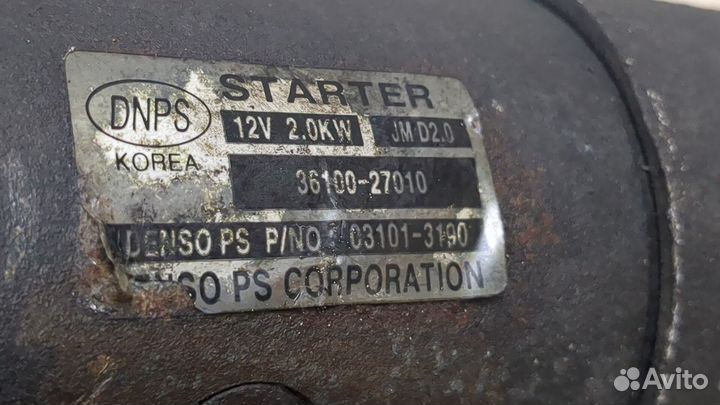 STARTER
DNPS
KOREA
12V 2.0KW JM D2.0
36100-27010
DENSO PS P/NO 03101-3190
ENSO PS CORPORATION
Avito